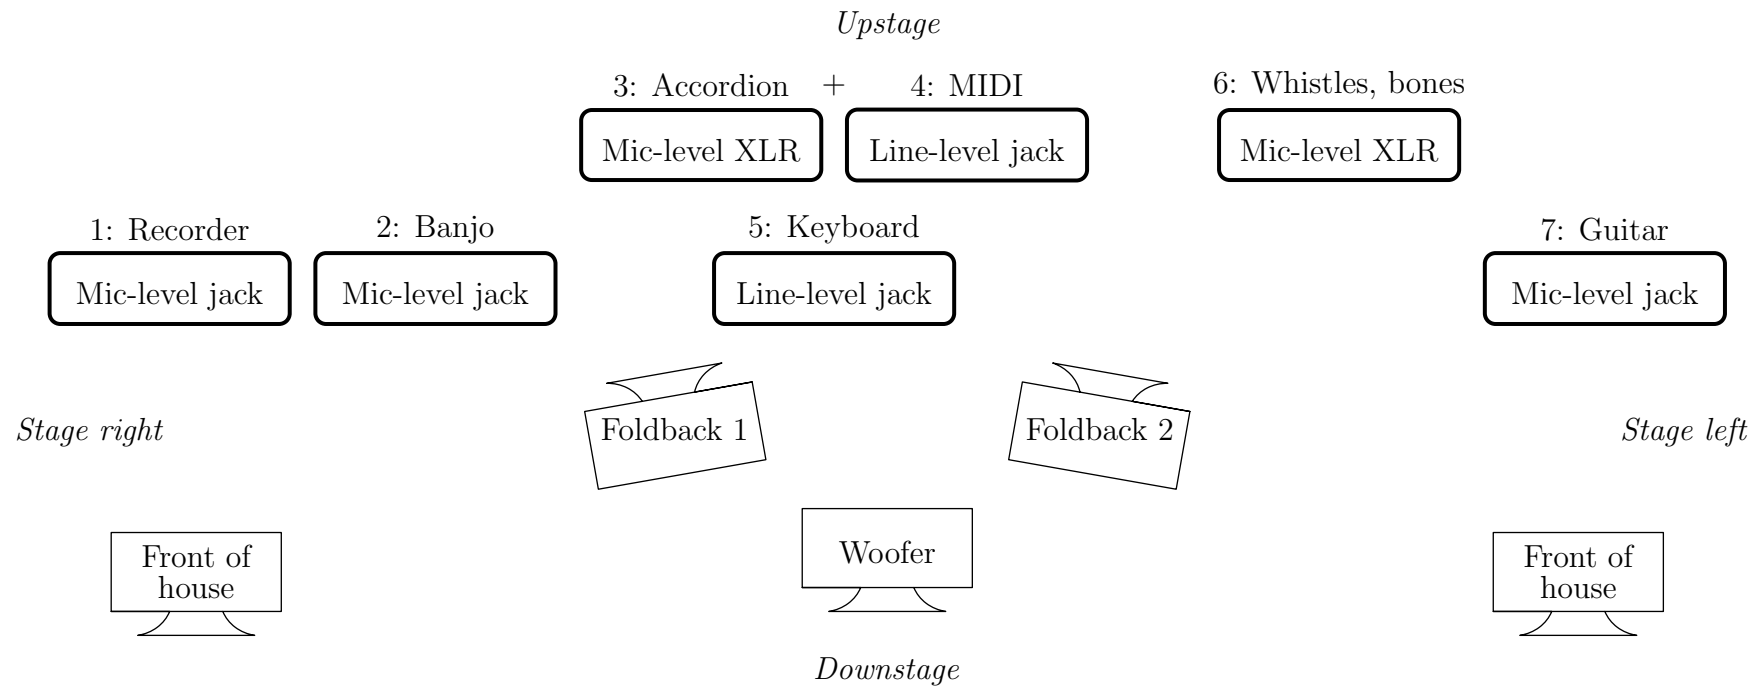 Upstage
3: Accordion + 4: MIDI
6: Whistles, bones
Mic-level XLR
Line-level jack
Mic-level XLR
1: Recorder
2: Banjo
5: Keyboard
7: Guitar
Mic-level jack
Mic-level jack
Line-level jack
Mic-level jack
Stage right
Foldback 1
Foldback 2
Stage left
Front of
house
Woofer
Front of
house
Downstage